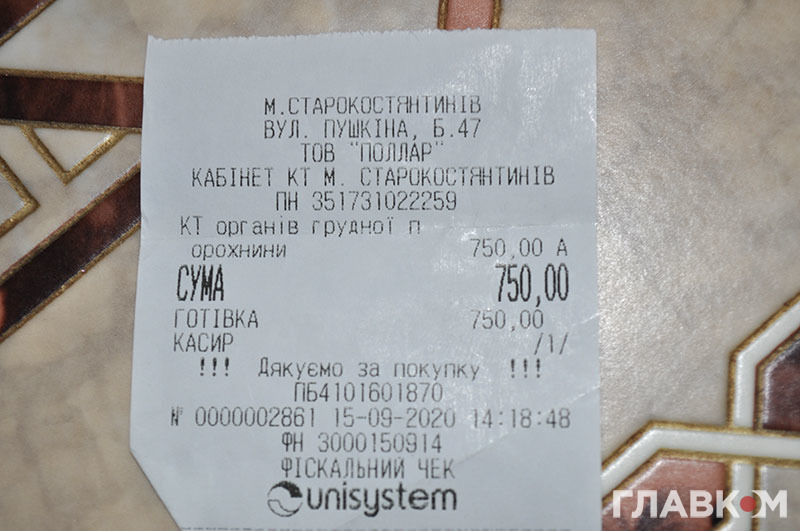 М.СТАРОКОСТЯНТИНІВ
ВУЛ. ПУШКІНА, Б.47
ТОВ "ПОЛЛАР"
КАБІНЕТ КТ М. СТАРОКОСТЯНТИНІВ
ПН 351731022259
КТ органів грудної п
орожнини 750,00 А
СУМА 750,00
ГОТІВКА 750,00
КАСИР /1/
!!! Дякуємо за покупку !!!
ПБ4101601870
№ 0000002861 15-09-2020 14:18:48
ФН 3000150914
ФІСКАЛЬНИЙ ЧЕК
unisystem
ГЛАВКОМ